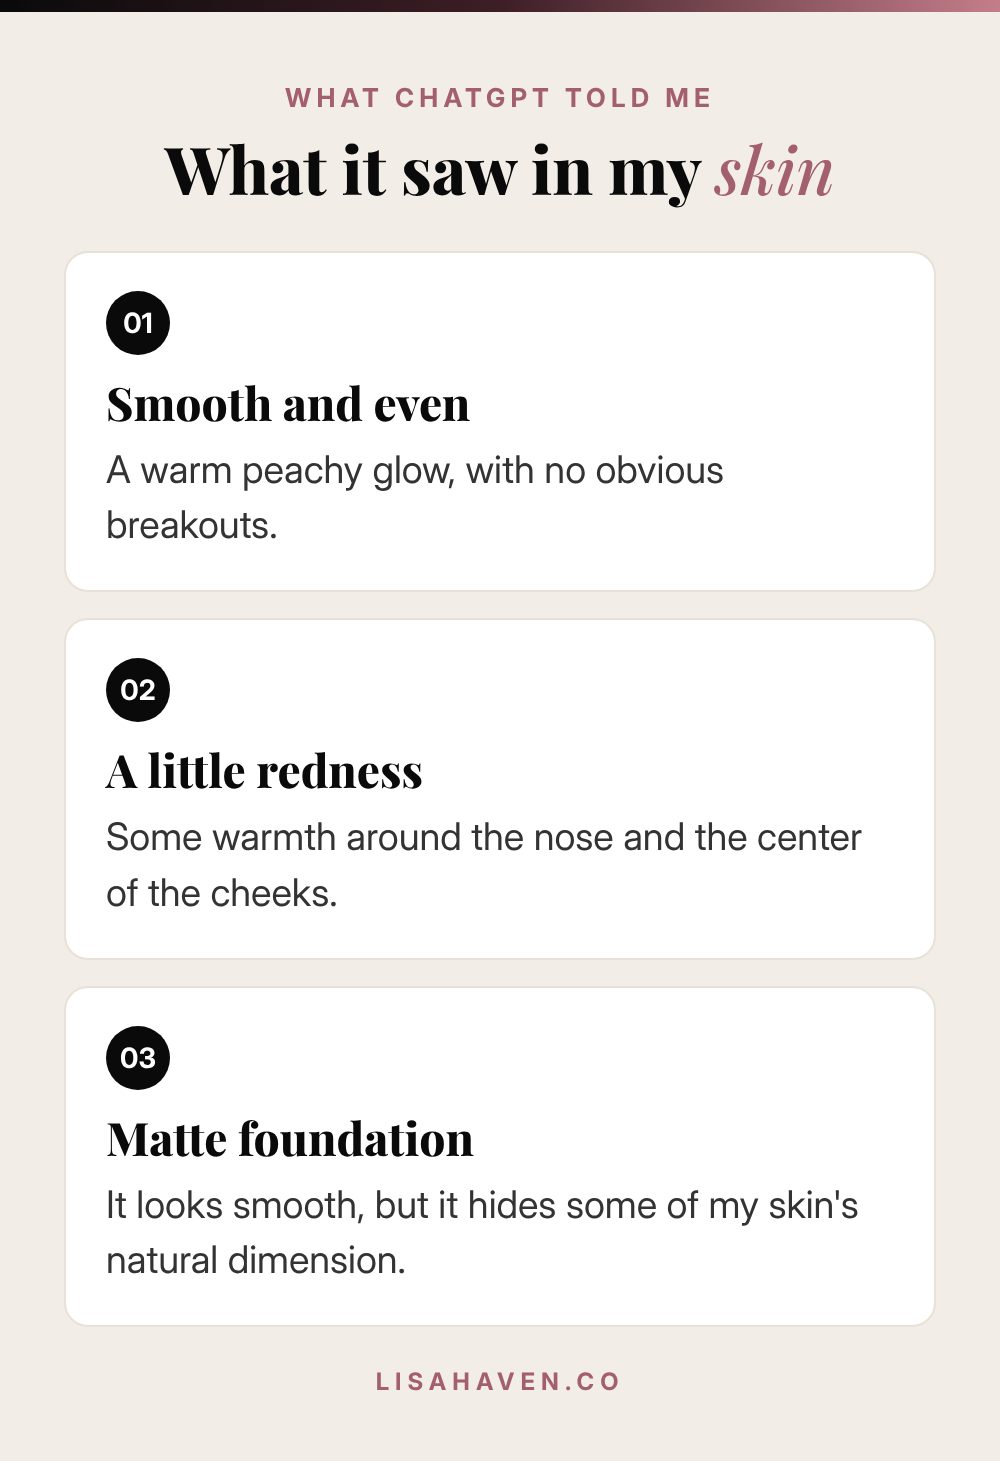 WHAT CHATGPT TOLD ME
What it saw in my skin
01
Smooth and even
A warm peachy glow, with no obvious
breakouts.
02
A little redness
Some warmth around the nose and the center
of the cheeks.
03
Matte foundation
It looks smooth, but it hides some of my skin's
natural dimension.
LISAHAVEN.CO